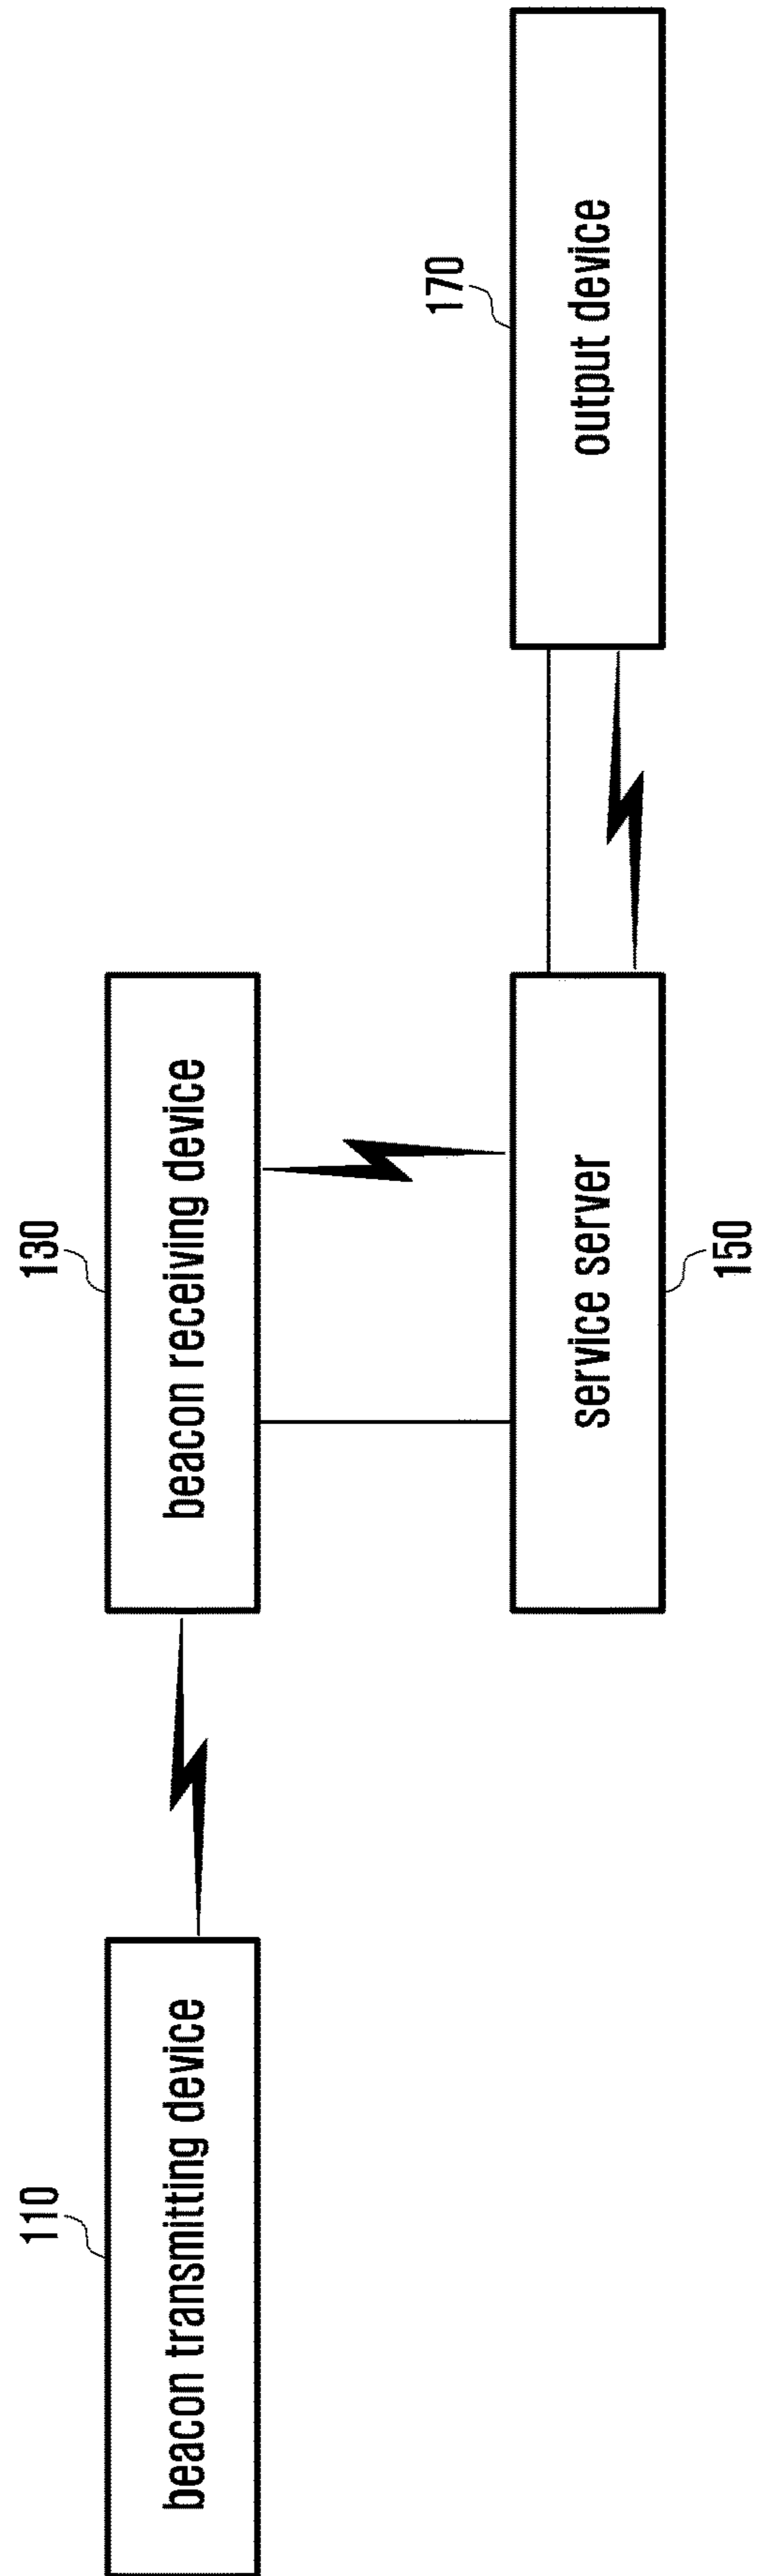 110
beacon transmitting device
130
beacon receiving device
150
service server
170
output device